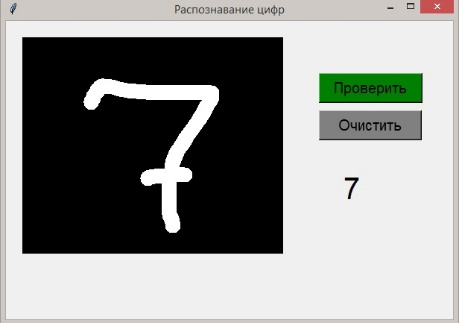 Распознавание цифр
7
Проверить
Очистить
7